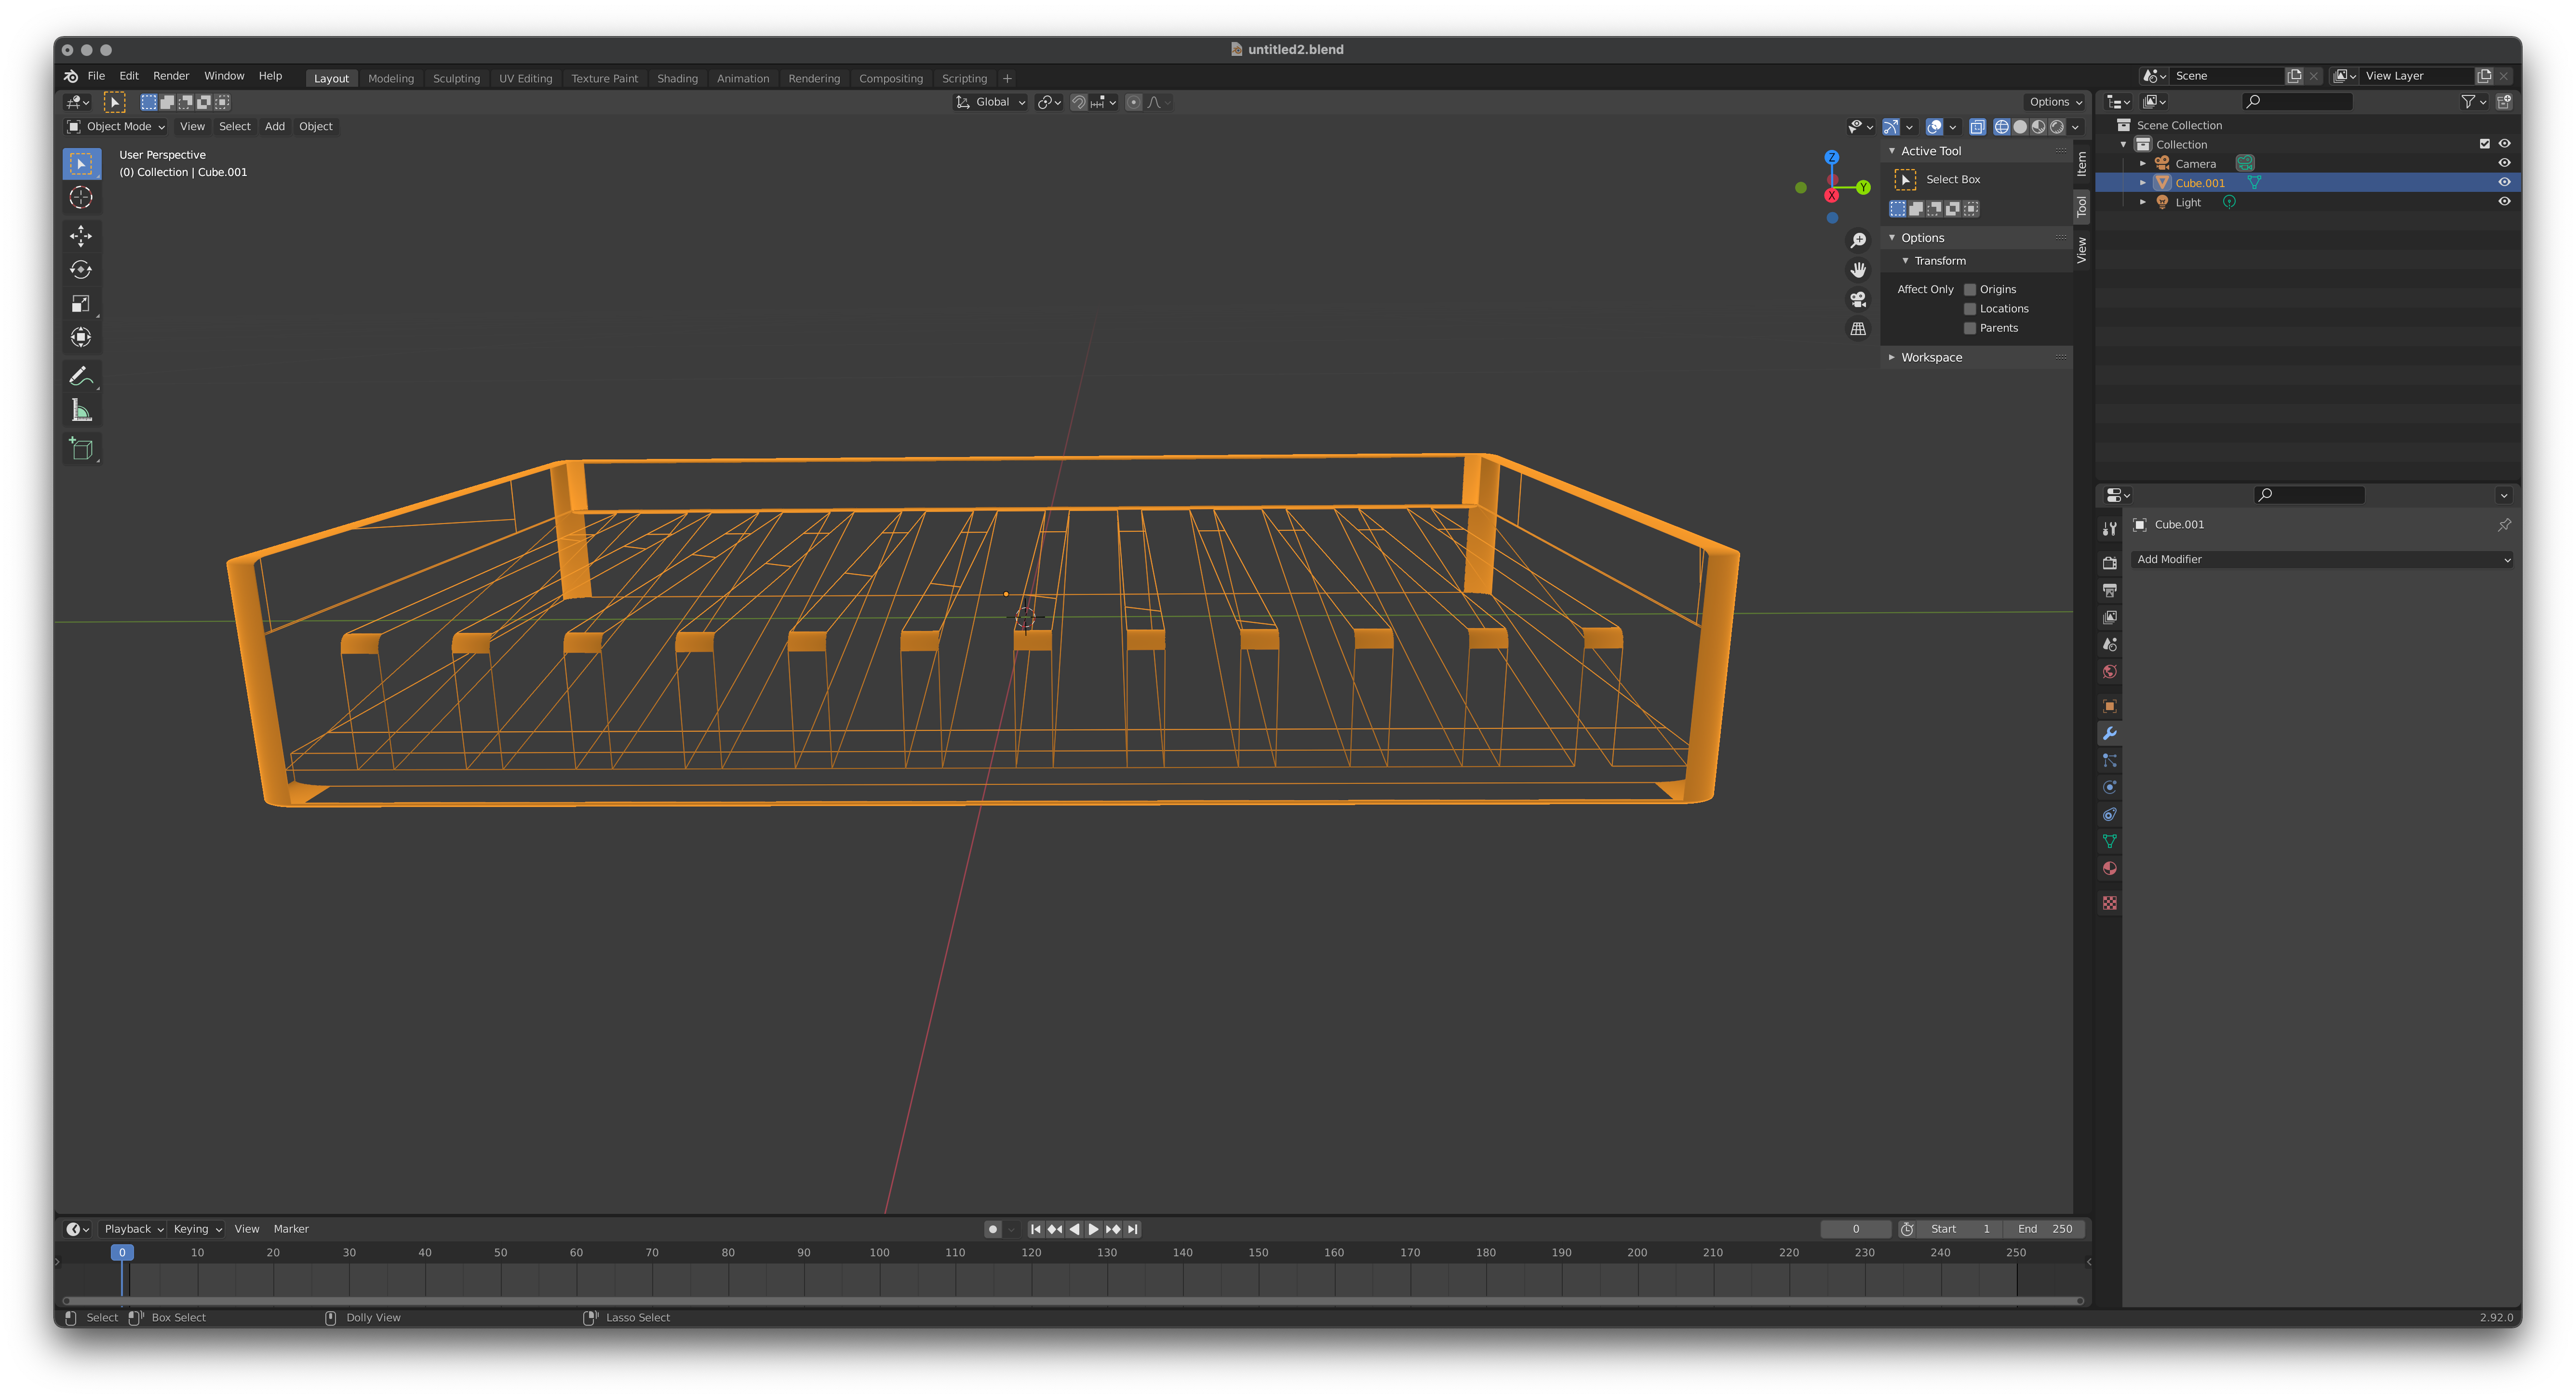 untitled2.blend
File Edit Render Window Help Layout Modeling Sculpting UV Editing Texture Paint Shading Animation Rendering Compositing Scripting + Scene View Layer
Global Options
Object Mode View Select Add Object
User Perspective
(0) Collection | Cube.001
Z
Y
X
Active Tool
Select Box
Options
Transform
Affect Only Origins
Locations
Parents
Workspace
Item
Tool
View
Scene Collection
Collection
Camera
Cube.001
Light
Cube.001
Add Modifier
Playback Keying View Marker 0 Start 1 End 250
0 10 20 30 40 50 60 70 80 90 100 110 120 130 140 150 160 170 180 190 200 210 220 230 240 250
Select Box Select Dolly View Lasso Select 2.92.0